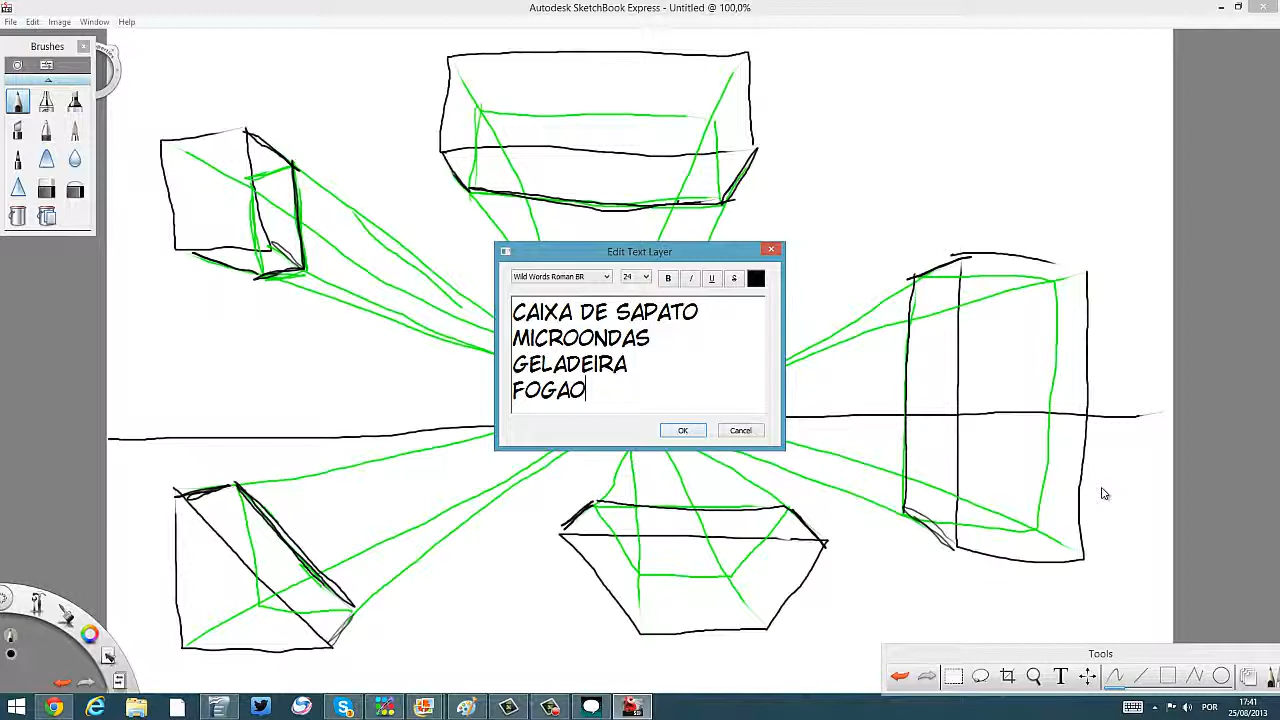 Autodesk SketchBook Express - Untitled @ 100,0%
File Edit Image Window Help
Brushes
Edit Text Layer
Wild Words Roman BR 24 B I U S
CAIXA DE SAPATO
MICROONDAS
GELADEIRA
FOGAO
OK Cancel
Tools
T
POR 17:41
25/08/2013